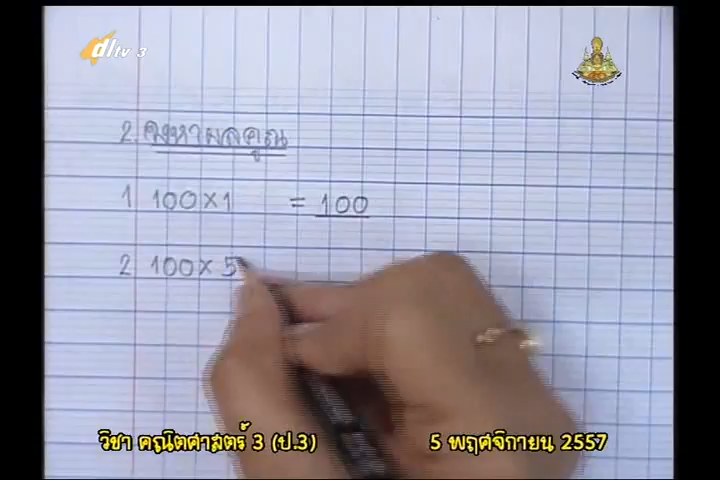 dltv 3
2. จงหาผลคูณ
1 100×1 = 100
2 100× 5
วิชา คณิตศาสตร์ 3 (ป.3)
5 พฤศจิกายน 2557